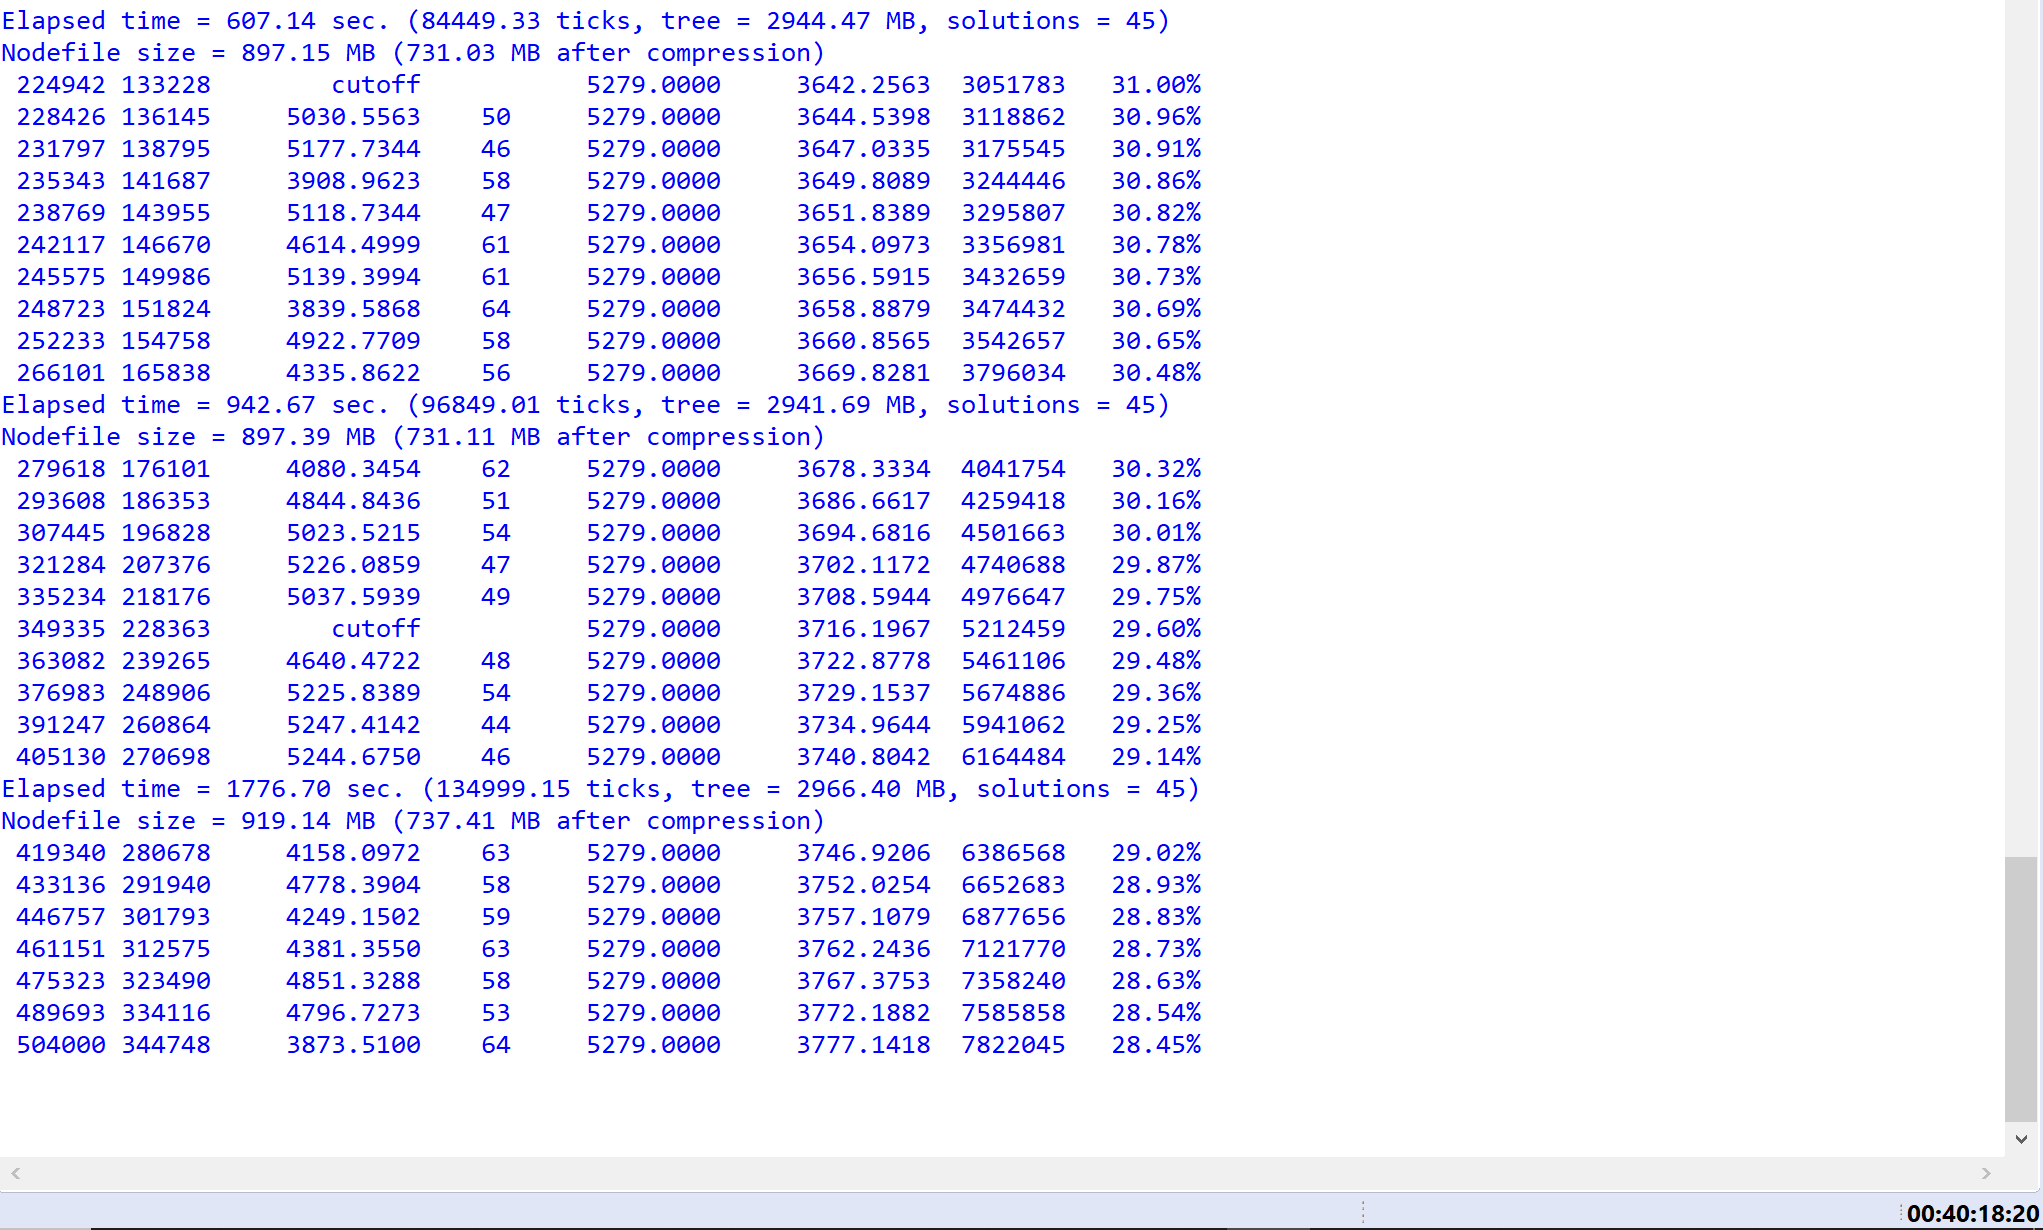 Elapsed time = 607.14 sec. (84449.33 ticks, tree = 2944.47 MB, solutions = 45)
Nodefile size = 897.15 MB (731.03 MB after compression)
224942 133228 cutoff 5279.0000 3642.2563 3051783 31.00%
228426 136145 5030.5563 50 5279.0000 3644.5398 3118862 30.96%
231797 138795 5177.7344 46 5279.0000 3647.0335 3175545 30.91%
235343 141687 3908.9623 58 5279.0000 3649.8089 3244446 30.86%
238769 143955 5118.7344 47 5279.0000 3651.8389 3295807 30.82%
242117 146670 4614.4999 61 5279.0000 3654.0973 3356981 30.78%
245575 149986 5139.3994 61 5279.0000 3656.5915 3432659 30.73%
248723 151824 3839.5868 64 5279.0000 3658.8879 3474432 30.69%
252233 154758 4922.7709 58 5279.0000 3660.8565 3542657 30.65%
266101 165838 4335.8622 56 5279.0000 3669.8281 3796034 30.48%
Elapsed time = 942.67 sec. (96849.01 ticks, tree = 2941.69 MB, solutions = 45)
Nodefile size = 897.39 MB (731.11 MB after compression)
279618 176101 4080.3454 62 5279.0000 3678.3334 4041754 30.32%
293608 186353 4844.8436 51 5279.0000 3686.6617 4259418 30.16%
307445 196828 5023.5215 54 5279.0000 3694.6816 4501663 30.01%
321284 207376 5226.0859 47 5279.0000 3702.1172 4740688 29.87%
335234 218176 5037.5939 49 5279.0000 3708.5944 4976647 29.75%
349335 228363 cutoff 5279.0000 3716.1967 5212459 29.60%
363082 239265 4640.4722 48 5279.0000 3722.8778 5461106 29.48%
376983 248906 5225.8389 54 5279.0000 3729.1537 5674886 29.36%
391247 260864 5247.4142 44 5279.0000 3734.9644 5941062 29.25%
405130 270698 5244.6750 46 5279.0000 3740.8042 6164484 29.14%
Elapsed time = 1776.70 sec. (134999.15 ticks, tree = 2966.40 MB, solutions = 45)
Nodefile size = 919.14 MB (737.41 MB after compression)
419340 280678 4158.0972 63 5279.0000 3746.9206 6386568 29.02%
433136 291940 4778.3904 58 5279.0000 3752.0254 6652683 28.93%
446757 301793 4249.1502 59 5279.0000 3757.1079 6877656 28.83%
461151 312575 4381.3550 63 5279.0000 3762.2436 7121770 28.73%
475323 323490 4851.3288 58 5279.0000 3767.3753 7358240 28.63%
489693 334116 4796.7273 53 5279.0000 3772.1882 7585858 28.54%
504000 344748 3873.5100 64 5279.0000 3777.1418 7822045 28.45%
00:40:18:20